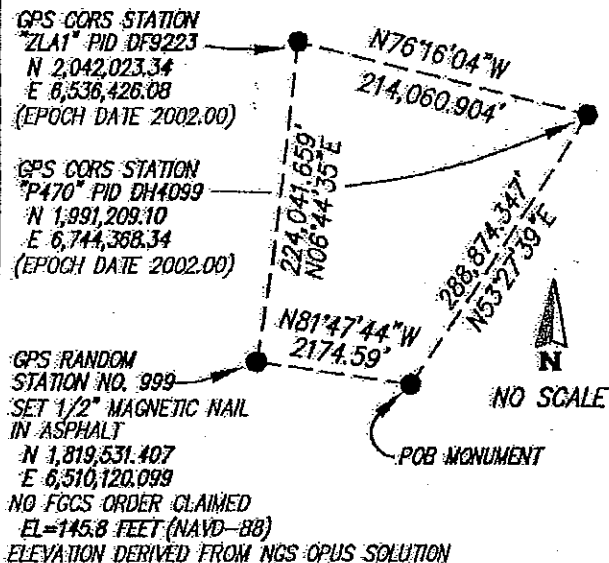 GPS CORS STATION
"ZLA1" PID DF9223
N 2,042,023.34
E 6,536,426.08
(EPOCH DATE 2002.00)
N76°16'04"W
214,060.904'
GPS CORS STATION
"P470" PID DH4099
N 1,991,209.10
E 6,744,368.34
(EPOCH DATE 2002.00)
224,041.659'
N06°44'35"E
288,874.347'
N53°27'39"E
N81°47'44"W
2174.59'
N
NO SCALE
GPS RANDOM
STATION NO. 999
SET 1/2" MAGNETIC NAIL
IN ASPHALT
N 1,819,531.407
E 6,510,120.099
NO FGCS ORDER CLAIMED
EL=145.8 FEET (NAVD-88)
ELEVATION DERIVED FROM NGS OPUS SOLUTION
POB MONUMENT